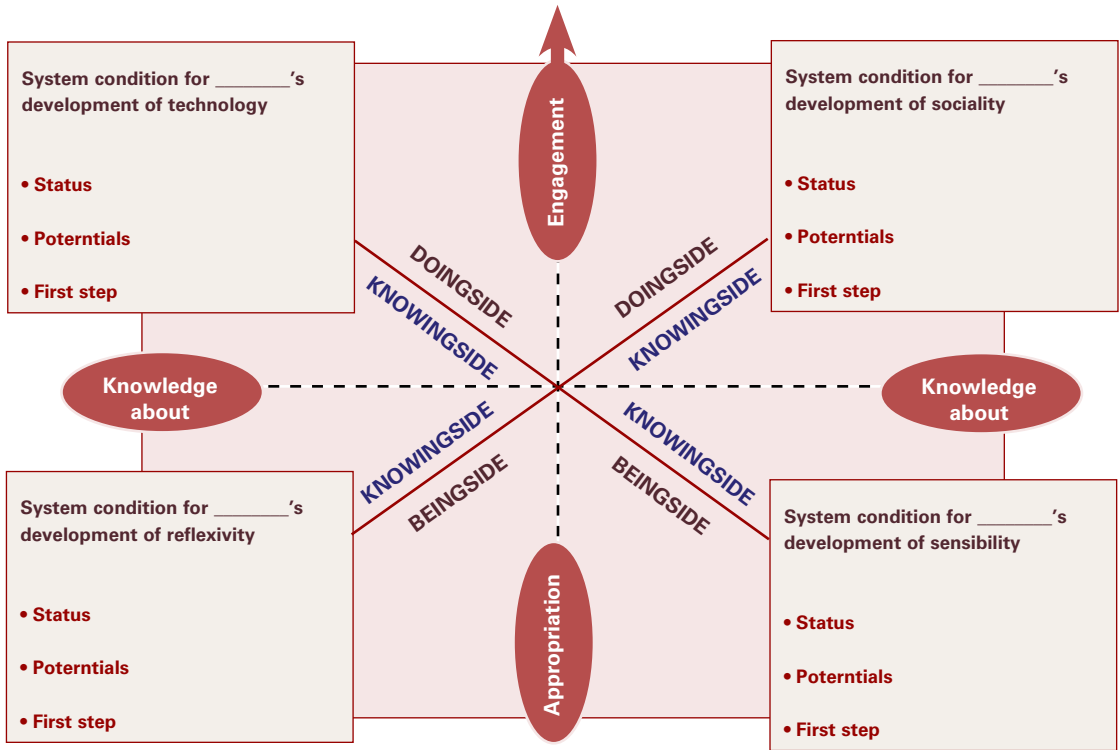 System condition for ________'s
development of technology
• Status
• Poterntials
• First step
Engagement
System condition for ________'s
development of sociality
• Status
• Poterntials
• First step
DOINGSIDE
KNOWINGSIDE
DOINGSIDE
KNOWINGSIDE
Knowledge
about
Knowledge
about
KNOWINGSIDE
BEINGSIDE
KNOWINGSIDE
BEINGSIDE
System condition for ________'s
development of reflexivity
• Status
• Poterntials
• First step
Appropriation
System condition for ________'s
development of sensibility
• Status
• Poterntials
• First step